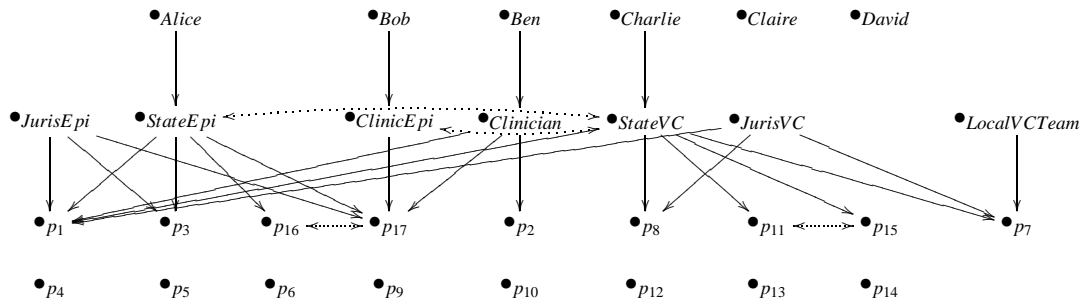 Alice Bob Ben Charlie Claire David
JurisEpi StateEpi ClinicEpi Clinician StateVC JurisVC LocalVCTeam
p1 p3 p16 p17 p2 p8 p11 p15 p7
p4 p5 p6 p9 p10 p12 p13 p14